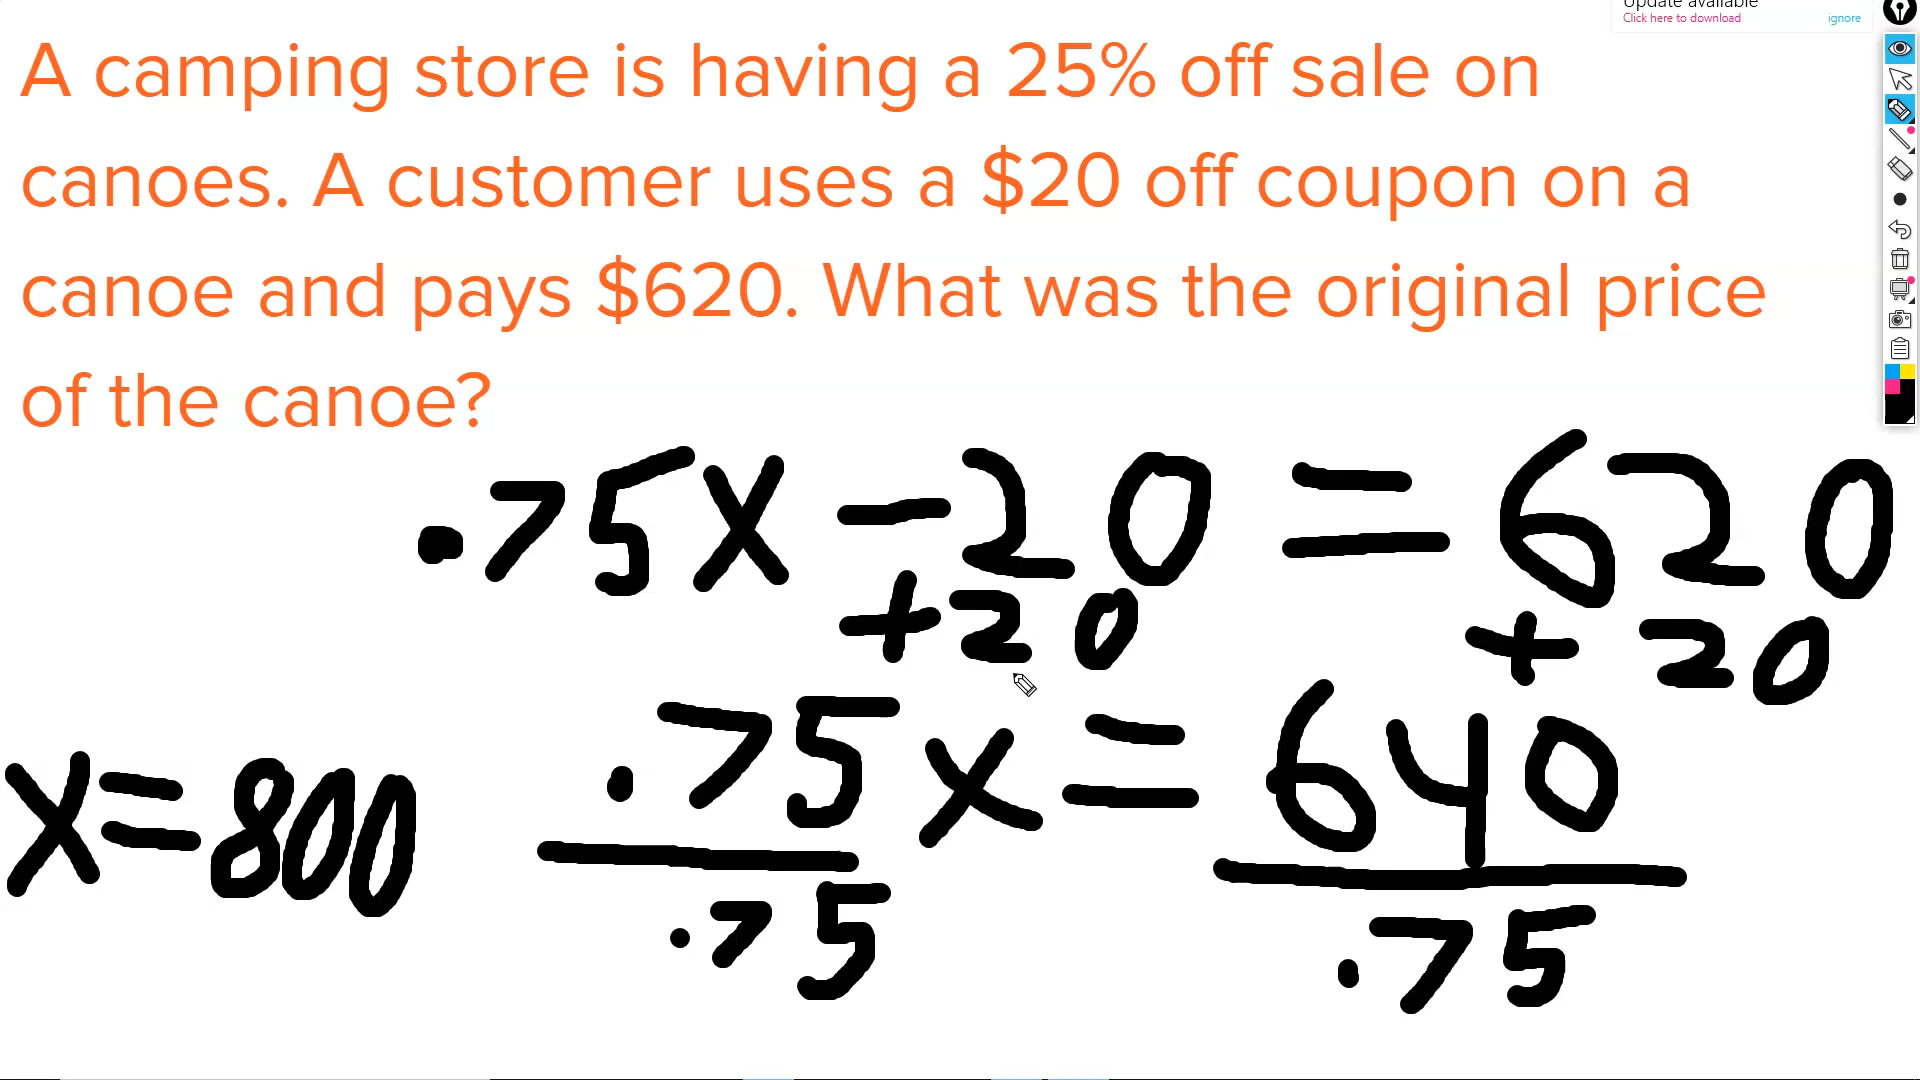 Update available
Click here to download ignore
A camping store is having a 25% off sale on
canoes. A customer uses a $20 off coupon on a
canoe and pays $620. What was the original price
of the canoe?
.75x - 20 = 620
+20 + 20
.75x = 640
x=800
.75 .75